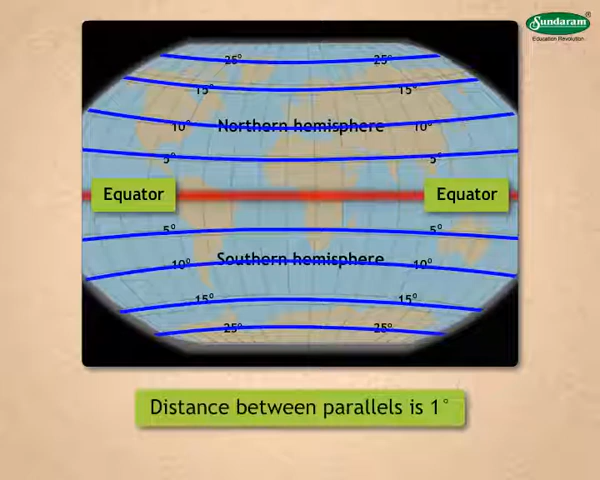 Sundaram®
Education Revolution
25° 25°
15° 15°
Northern hemisphere
10° 10°
5° 5°
Equator Equator
5° 5°
Southern hemisphere
10° 10°
15° 15°
25° 25°
Distance between parallels is 1°